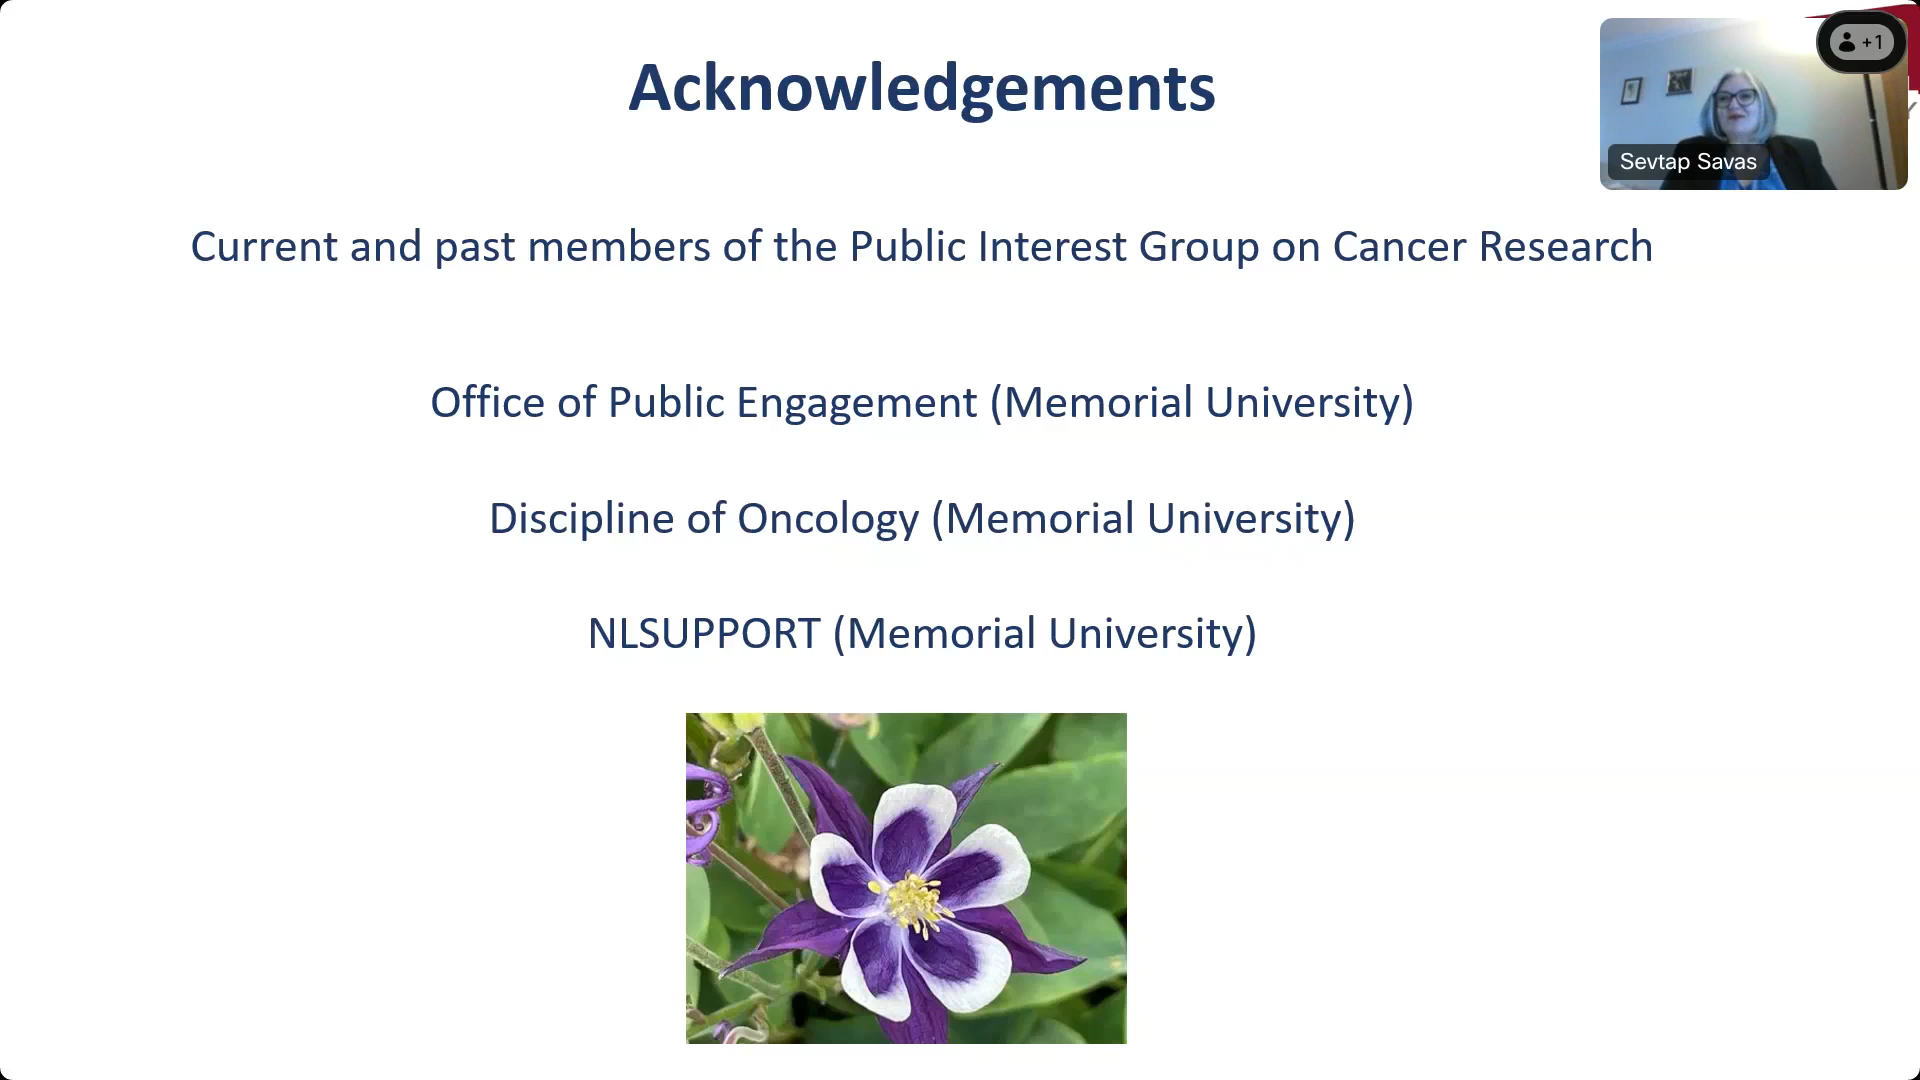 Acknowledgements
+1
Sevtap Savas
Current and past members of the Public Interest Group on Cancer Research
Office of Public Engagement (Memorial University)
Discipline of Oncology (Memorial University)
NLSUPPORT (Memorial University)